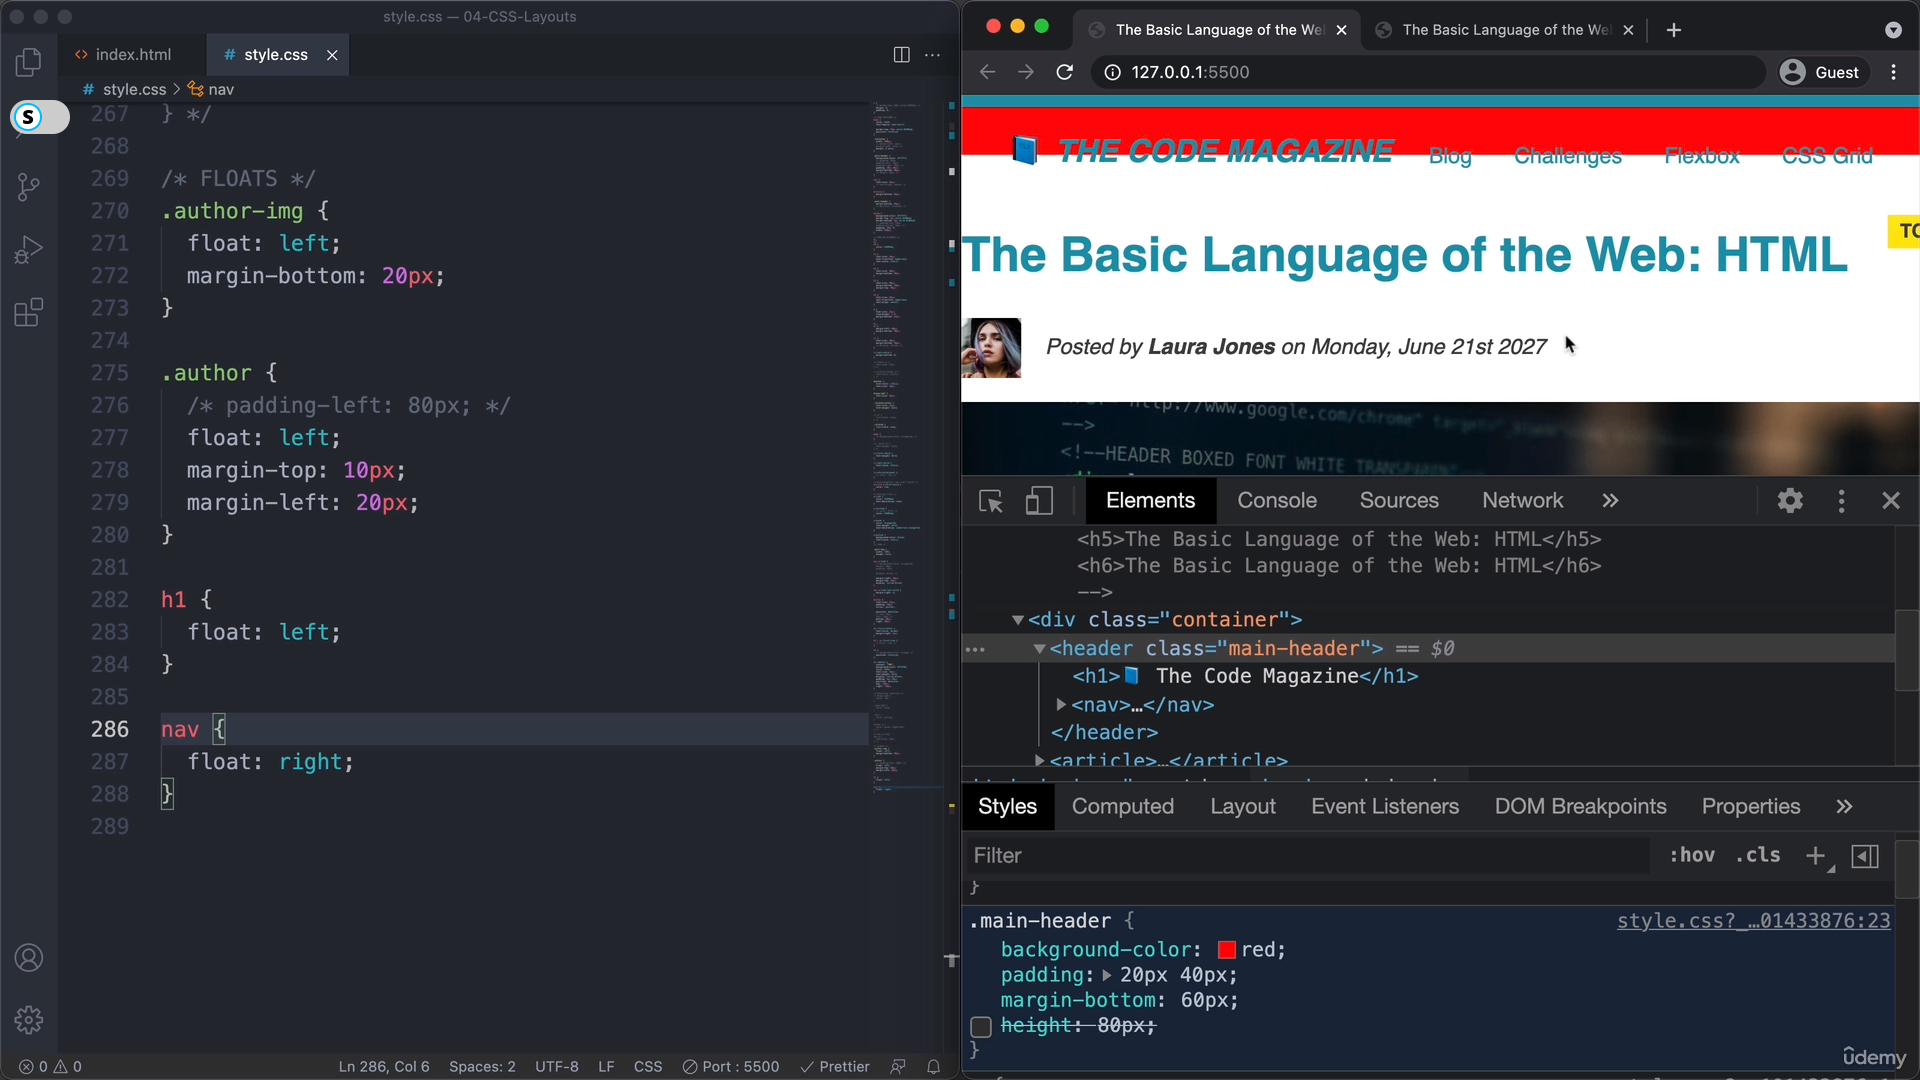 style.css — 04-CSS-Layouts
index.html
# style.css
# style.css > nav
S
267 } */
268
269 /* FLOATS */
270 .author-img {
271 float: left;
272 margin-bottom: 20px;
273 }
274
275 .author {
276 /* padding-left: 80px; */
277 float: left;
278 margin-top: 10px;
279 margin-left: 20px;
280 }
281
282 h1 {
283 float: left;
284 }
285
286 nav {
287 float: right;
288 }
289
0 0
Ln 286, Col 6 Spaces: 2 UTF-8 LF CSS Port : 5500 Prettier
The Basic Language of the We
The Basic Language of the We
127.0.0.1:5500
Guest
THE CODE MAGAZINE
Blog Challenges Flexbox CSS Grid
The Basic Language of the Web: HTML
TO
Posted by Laura Jones on Monday, June 21st 2027
http://www.google.com/chrome"
-->
<!--HEADER BOXED FONT WHITE TRANSPARENT
Elements Console Sources Network »
<h5>The Basic Language of the Web: HTML</h5>
<h6>The Basic Language of the Web: HTML</h6>
-->
<div class="container">
<header class="main-header"> == $0
<h1>📘 The Code Magazine</h1>
<nav>…</nav>
</header>
<article>…</article>
Styles Computed Layout Event Listeners DOM Breakpoints Properties »
Filter
:hov .cls +
}
.main-header {
style.css?_…01433876:23
background-color: red;
padding: 20px 40px;
margin-bottom: 60px;
height: 80px;
}
udemy